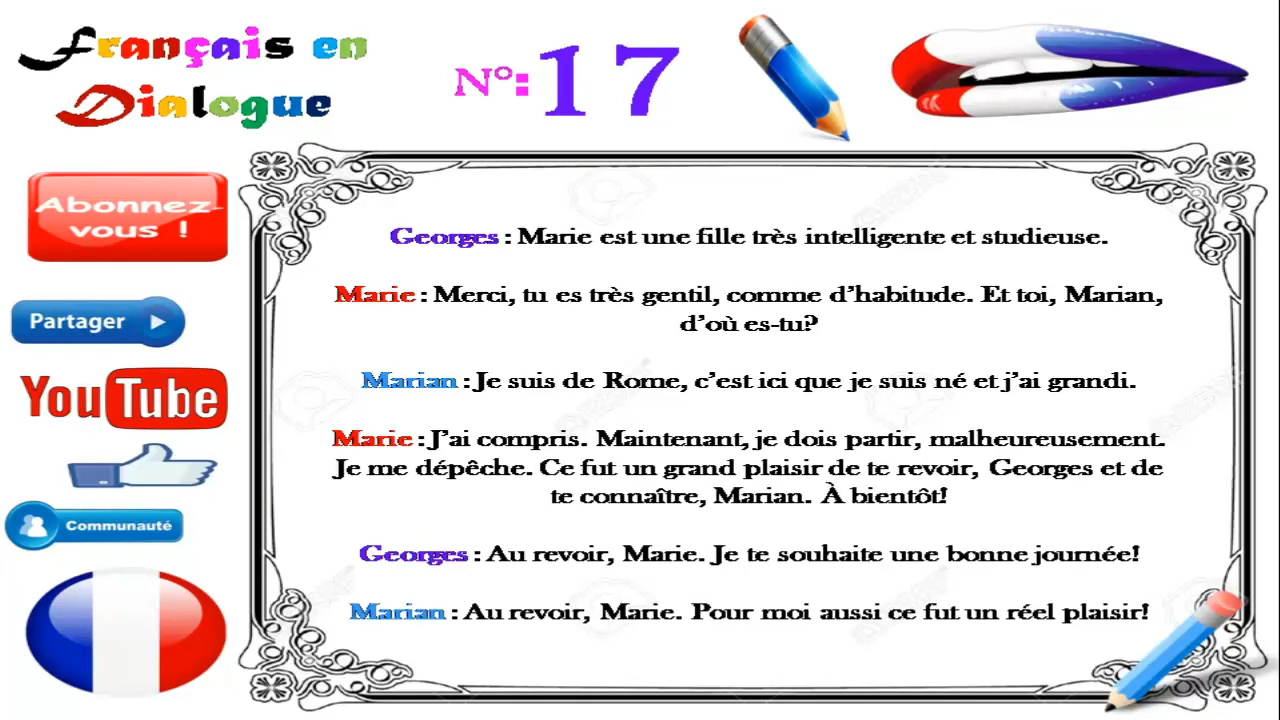 Français en
Dialogue
N°:17
Abonnez-
vous !
Partager
YouTube
Communauté
Georges : Marie est une fille très intelligente et studieuse.
Marie : Merci, tu es très gentil, comme d'habitude. Et toi, Marian,
d'où es-tu?
Marian : Je suis de Rome, c'est ici que je suis né et j'ai grandi.
Marie : J'ai compris. Maintenant, je dois partir, malheureusement.
Je me dépêche. Ce fut un grand plaisir de te revoir, Georges et de
te connaître, Marian. À bientôt!
Georges : Au revoir, Marie. Je te souhaite une bonne journée!
Marian : Au revoir, Marie. Pour moi aussi ce fut un réel plaisir!